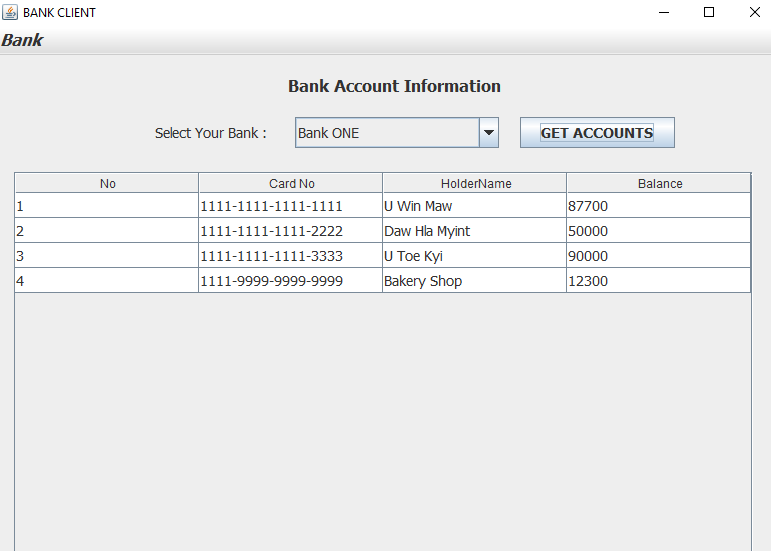 BANK CLIENT
Bank
Bank Account Information
Select Your Bank : Bank ONE GET ACCOUNTS
No Card No HolderName Balance
1 1111-1111-1111-1111 U Win Maw 87700
2 1111-1111-1111-2222 Daw Hla Myint 50000
3 1111-1111-1111-3333 U Toe Kyi 90000
4 1111-9999-9999-9999 Bakery Shop 12300